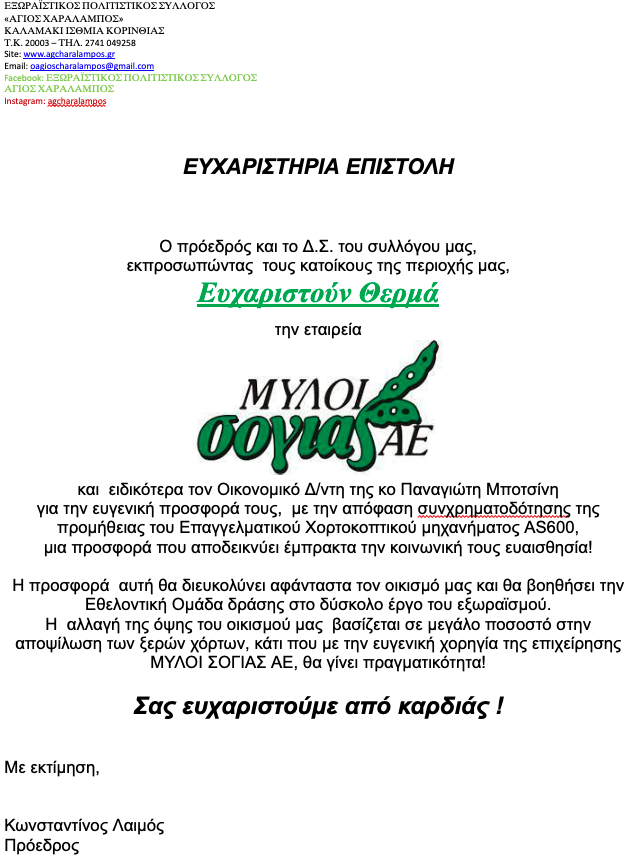 ΕΞΩΡΑΪΣΤΙΚΟΣ ΠΟΛΙΤΙΣΤΙΚΟΣ ΣΥΛΛΟΓΟΣ
«ΑΓΙΟΣ ΧΑΡΑΛΑΜΠΟΣ»
ΚΑΛΑΜΑΚΙ ΙΣΘΜΙΑ ΚΟΡΙΝΘΙΑΣ
Τ.Κ. 20003 – ΤΗΛ. 2741 049258
Site: www.agcharalampos.gr
Email: oagioscharalampos@gmail.com
Facebook: ΕΞΩΡΑΪΣΤΙΚΟΣ ΠΟΛΙΤΙΣΤΙΚΟΣ ΣΥΛΛΟΓΟΣ
ΑΓΙΟΣ ΧΑΡΑΛΑΜΠΟΣ
Instagram: agcharalampos
ΕΥΧΑΡΙΣΤΗΡΙΑ ΕΠΙΣΤΟΛΗ
Ο πρόεδρός και το Δ.Σ. του συλλόγου μας,
εκπροσωπώντας τους κατοίκους της περιοχής μας,
Ευχαριστούν Θερμά
την εταιρεία
ΜΥΛΟΙ
σογιας ΑΕ
και ειδικότερα τον Οικονομικό Δ/ντη της κο Παναγιώτη Μποτσίνη
για την ευγενική προσφορά τους, με την απόφαση συνχρηματοδότησης της
προμήθειας του Επαγγελματικού Χορτοκοπτικού μηχανήματος AS600,
μια προσφορά που αποδεικνύει έμπρακτα την κοινωνική τους ευαισθησία!
Η προσφορά αυτή θα διευκολύνει αφάνταστα τον οικισμό μας και θα βοηθήσει την
Εθελοντική Ομάδα δράσης στο δύσκολο έργο του εξωραϊσμού.
Η αλλαγή της όψης του οικισμού μας βασίζεται σε μεγάλο ποσοστό στην
αποψίλωση των ξερών χόρτων, κάτι που με την ευγενική χορηγία της επιχείρησης
ΜΥΛΟΙ ΣΟΓΙΑΣ ΑΕ, θα γίνει πραγματικότητα!
Σας ευχαριστούμε από καρδιάς !
Με εκτίμηση,
Κωνσταντίνος Λαιμός
Πρόεδρος